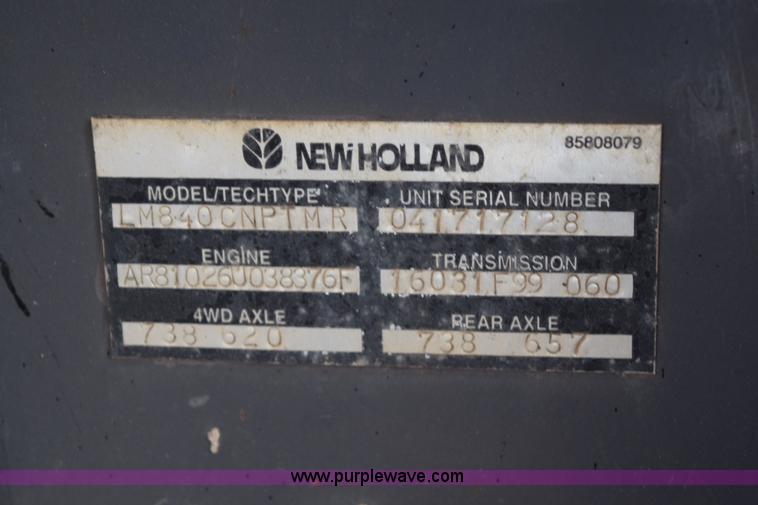 NEW HOLLAND 85808079
MODEL/TECHTYPE UNIT SERIAL NUMBER
LM840CNPTMR 041717128
ENGINE TRANSMISSION
AR81026U038376F 16031F99 060
4WD AXLE REAR AXLE
738 620 738 657
www.purplewave.com